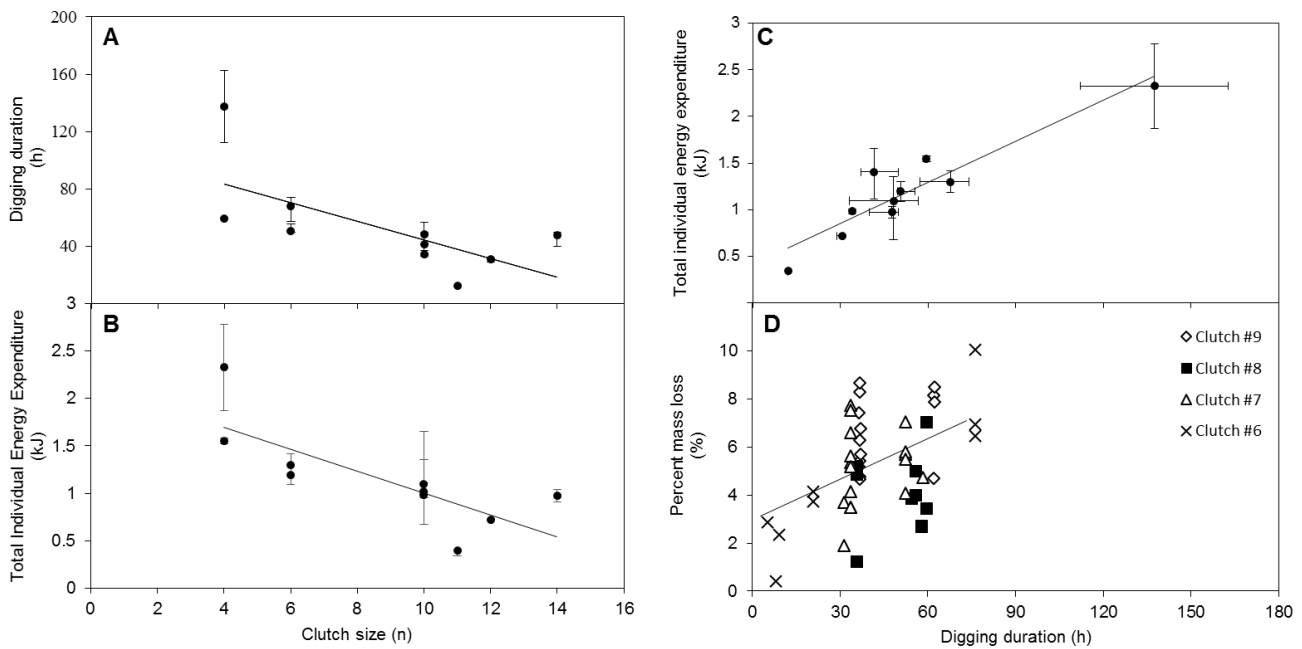 A
200
160
120
80
40
3
Digging duration
(h)
B
3
2.5
2
1.5
1
0.5
0
Total Individual Energy Expenditure
(kJ)
0 2 4 6 8 10 12 14 16
Clutch size (n)
C
3
2.5
2
1.5
1
0.5
Total individual energy expenditure
(kJ)
D
10
8
6
4
2
0
Percent mass loss
(%)
Clutch #9
Clutch #8
Clutch #7
Clutch #6
0 30 60 90 120 150 180
Digging duration (h)